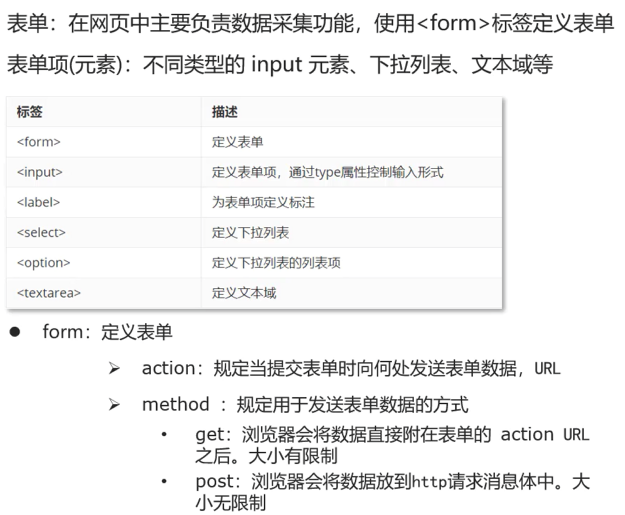 表单：在网页中主要负责数据采集功能，使用<form>标签定义表单
表单项(元素)：不同类型的 input 元素、下拉列表、文本域等
标签 描述
<form> 定义表单
<input> 定义表单项，通过type属性控制输入形式
<label> 为表单项定义标注
<select> 定义下拉列表
<option> 定义下拉列表的列表项
<textarea> 定义文本域
● form：定义表单
➢ action：规定当提交表单时向何处发送表单数据，URL
➢ method ：规定用于发送表单数据的方式
• get：浏览器会将数据直接附在表单的 action URL
之后。大小有限制
• post：浏览器会将数据放到http请求消息体中。大
小无限制